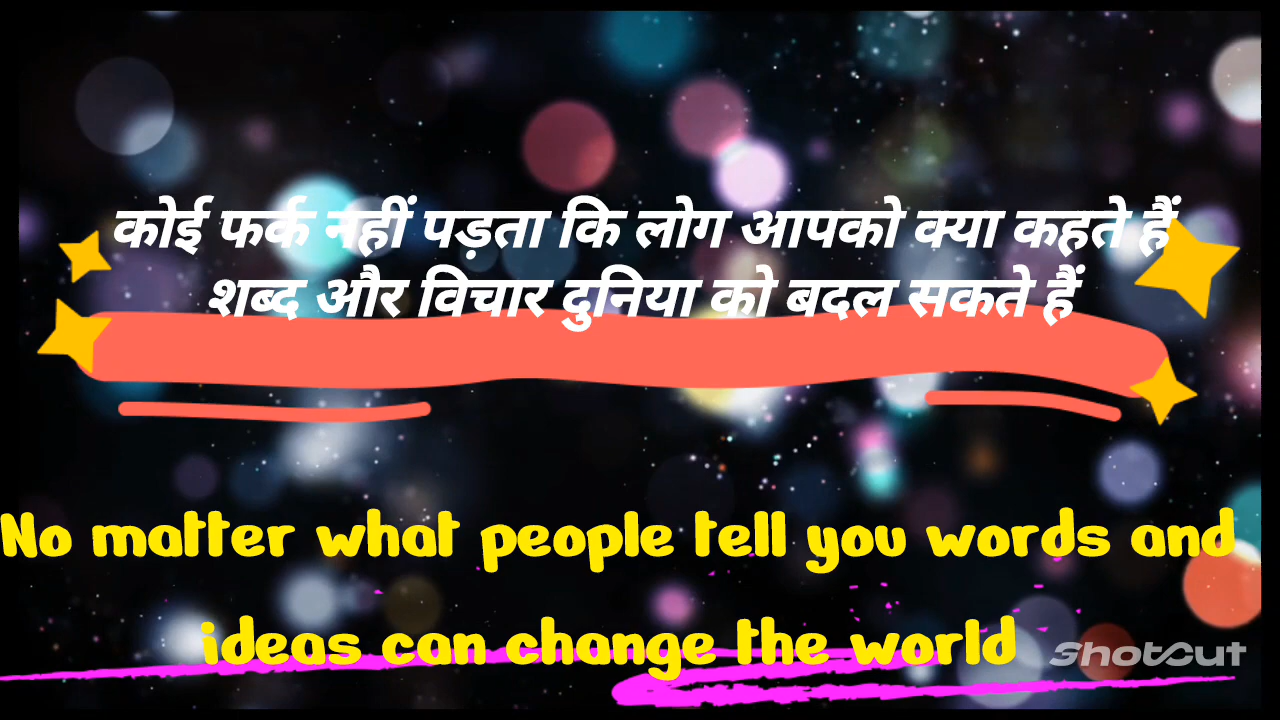 कोई फर्क नहीं पड़ता कि लोग आपको क्या कहते हैं
शब्द और विचार दुनिया को बदल सकते हैं
No matter what people tell you words and
ideas can change the world
ShotCut